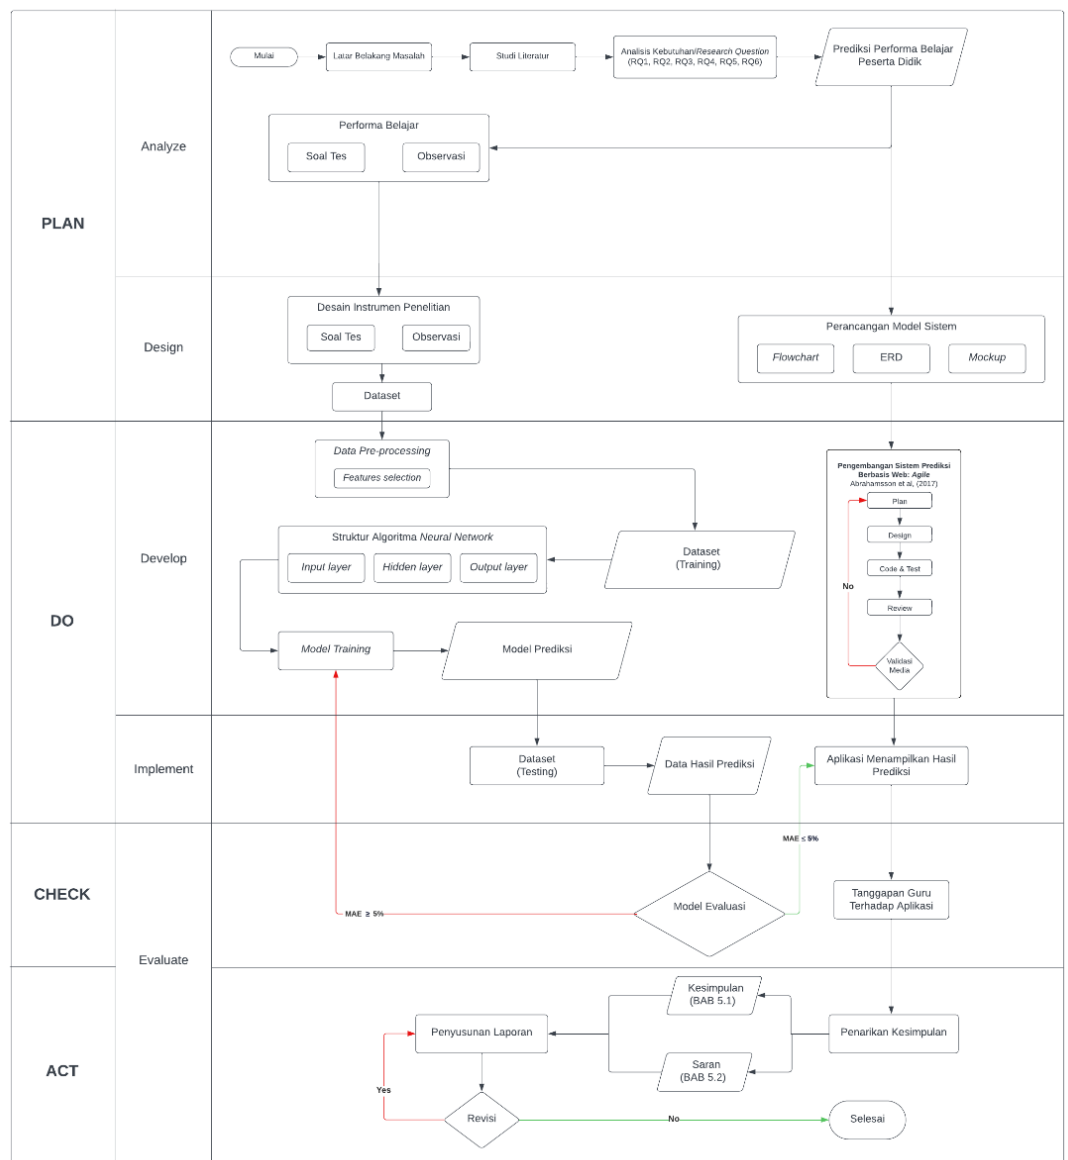 Mulai
Latar Belakang Masalah
Studi Literatur
Analisis Kebutuhan/Research Question
(RQ1, RQ2, RQ3, RQ4, RQ5, RQ6)
Prediksi Performa Belajar
Peserta Didik
PLAN
Analyze
Performa Belajar
Soal Tes
Observasi
Design
Desain Instrumen Penelitian
Soal Tes
Observasi
Dataset
Perancangan Model Sistem
Flowchart
ERD
Mockup
DO
Develop
Data Pre-processing
Features selection
Dataset
(Training)
Struktur Algoritma Neural Network
Input layer
Hidden layer
Output layer
Model Training
Model Prediksi
Pengembangan Sistem Prediksi
Berbasis Web: Agile
Abrahamsson et al, (2017)
Plan
Design
Code & Test
No
Review
Validasi
Media
Implement
Dataset
(Testing)
Data Hasil Prediksi
Aplikasi Menampilkan Hasil
Prediksi
CHECK
Evaluate
MAE ≤ 5%
Model Evaluasi
MAE ≥ 5%
Tanggapan Guru
Terhadap Aplikasi
ACT
Kesimpulan
(BAB 5.1)
Penarikan Kesimpulan
Saran
(BAB 5.2)
Penyusunan Laporan
Yes
Revisi
No
Selesai